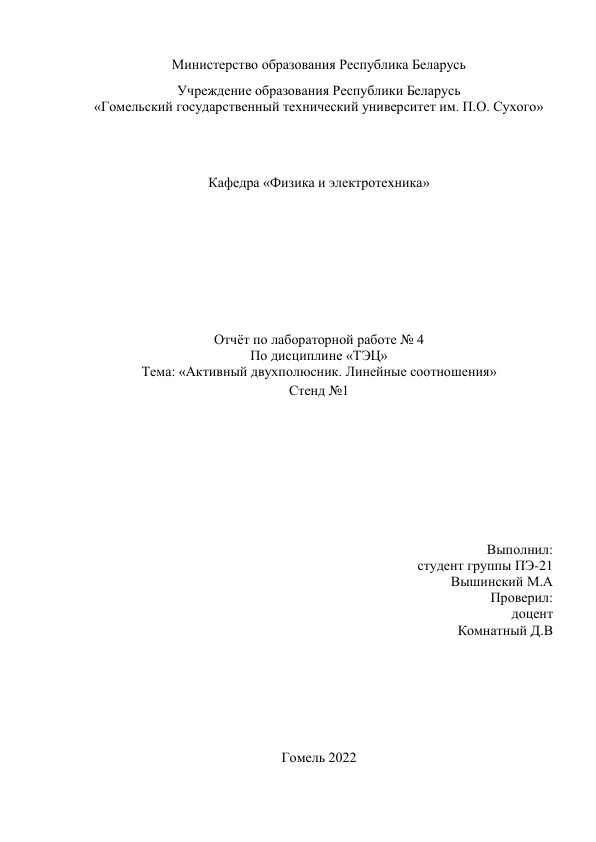 Министерство образования Республика Беларусь
Учреждение образования Республики Беларусь
«Гомельский государственный технический университет им. П.О. Сухого»
Кафедра «Физика и электротехника»
Отчёт по лабораторной работе № 4
По дисциплине «ТЭЦ»
Тема: «Активный двухполюсник. Линейные соотношения»
Стенд №1
Выполнил:
студент группы ПЭ-21
Вышинский М.А
Проверил:
доцент
Комнатный Д.В
Гомель 2022